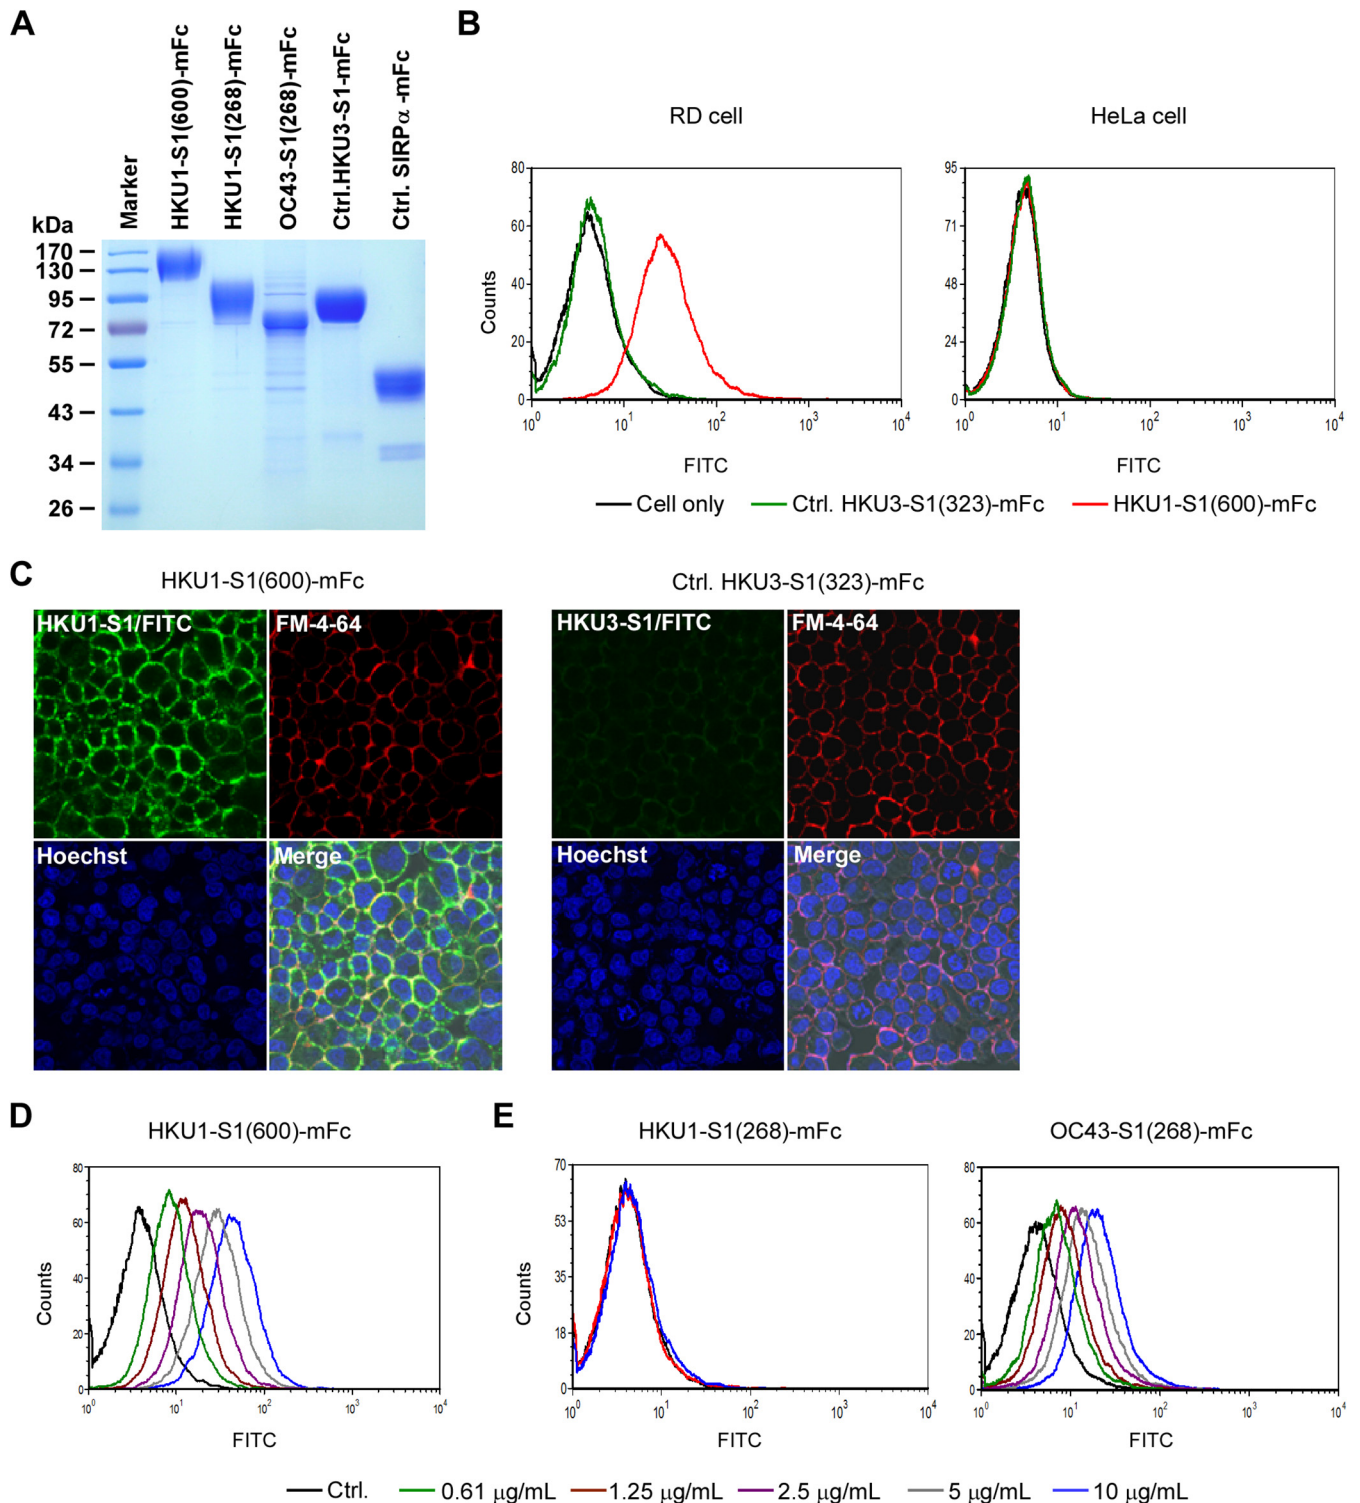 A
kDa
Marker
HKU1-S1(600)-mFc
HKU1-S1(268)-mFc
OC43-S1(268)-mFc
Ctrl.HKU3-S1-mFc
Ctrl. SIRPα -mFc
170
130
95
72
55
43
34
26
B
RD cell
Counts
80
60
40
20
0
10^0 10^1 10^2 10^3 10^4
FITC
HeLa cell
95
71
48
24
0
10^0 10^1 10^2 10^3 10^4
FITC
Cell only Ctrl. HKU3-S1(323)-mFc HKU1-S1(600)-mFc
C
HKU1-S1(600)-mFc
HKU1-S1/FITC FM-4-64
Hoechst Merge
Ctrl. HKU3-S1(323)-mFc
HKU3-S1/FITC FM-4-64
Hoechst Merge
D
HKU1-S1(600)-mFc
Counts
80
60
40
20
0
10^0 10^1 10^2 10^3 10^4
FITC
E
HKU1-S1(268)-mFc
Counts
70
53
35
18
0
10^0 10^1 10^2 10^3 10^4
FITC
OC43-S1(268)-mFc
80
60
40
20
0
10^0 10^1 10^2 10^3 10^4
FITC
Ctrl. 0.61 μg/mL 1.25 μg/mL 2.5 μg/mL 5 μg/mL 10 μg/mL